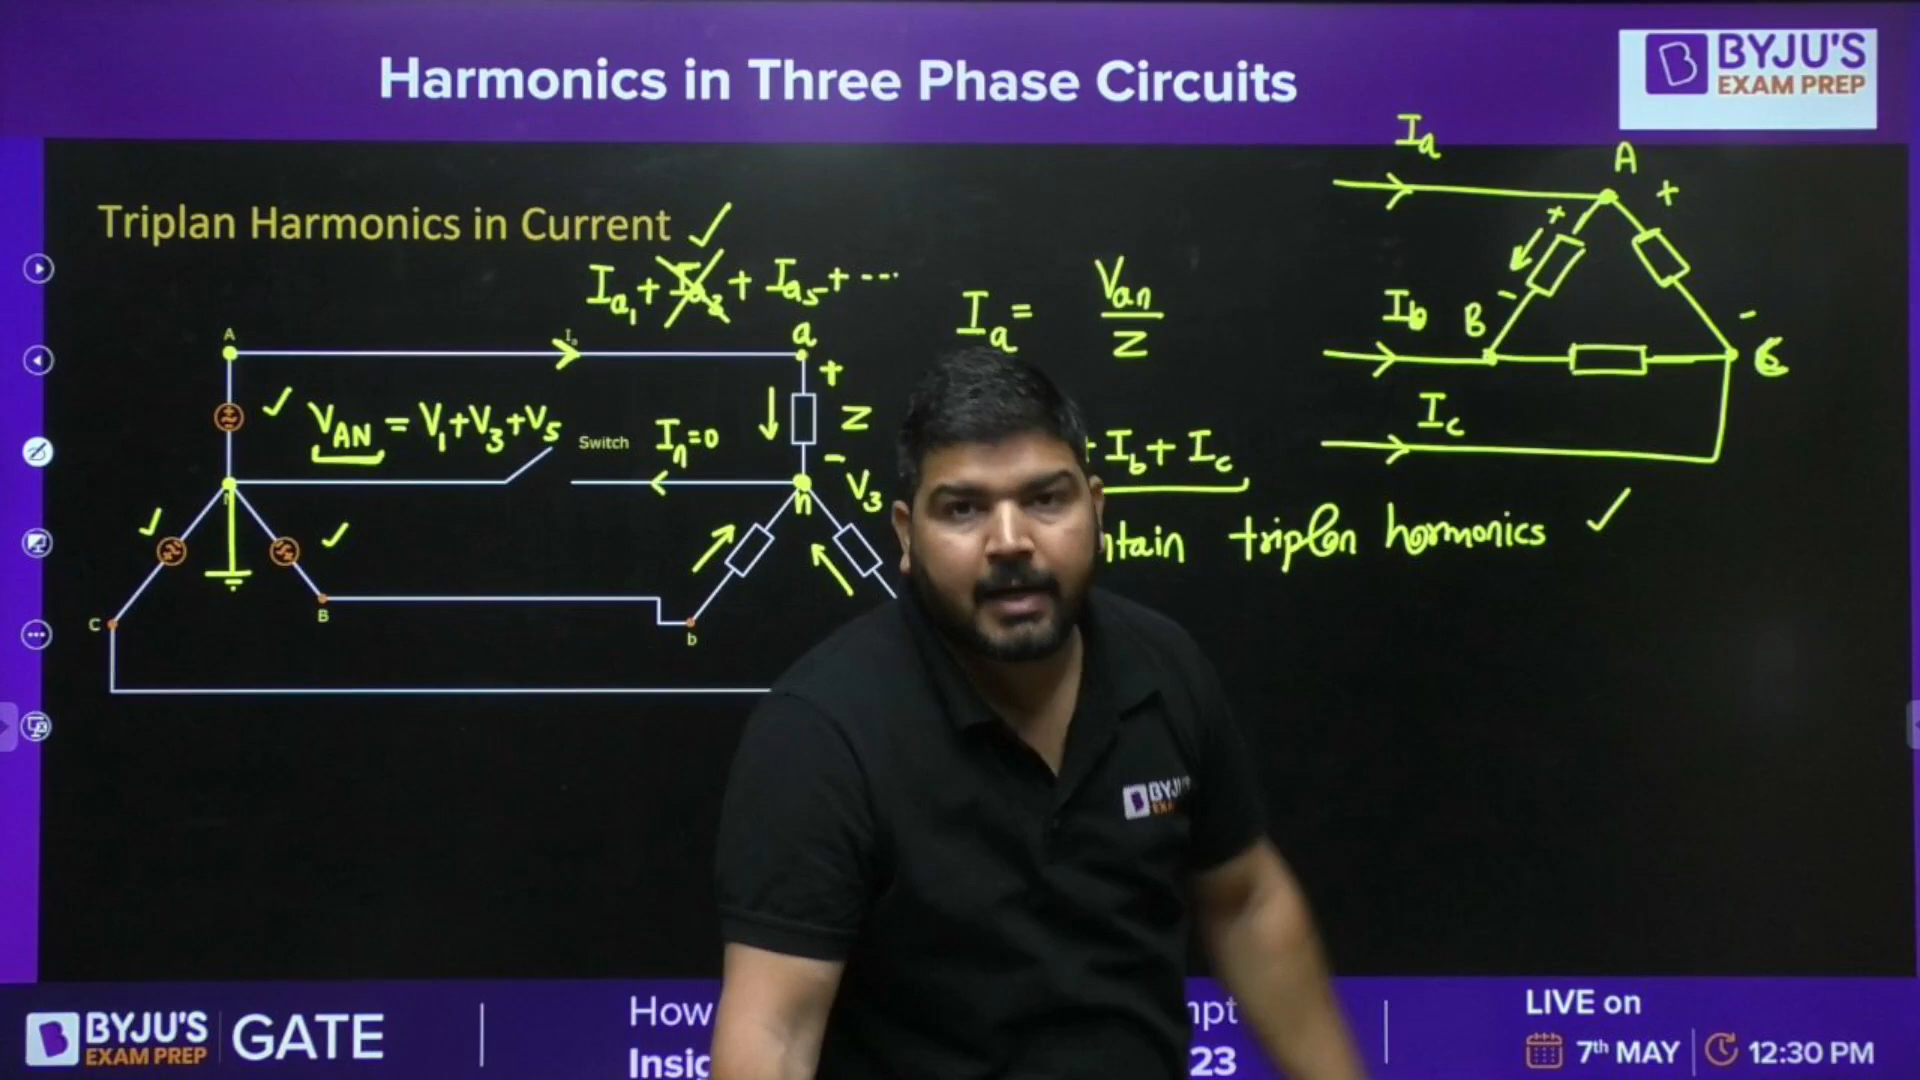 Harmonics in Three Phase Circuits
BYJU'S
EXAM PREP
Triplan Harmonics in Current ✓
Ia1 + Ia3 + Ia5 + ---
Ia = Van / Z
Ia
A
+
+
-
Ib
B
-
C
Ic
A
Ia
a
+
✓ VAN = V1+V3+V5
Switch
In=0
Z
-
N
n
V3
+ Ib + Ic
ntain triplen harmonics ✓
✓
✓
C
B
b
BYJU'S
EXAM PREP
GATE
How
Insig
23
LIVE on
7th MAY
12:30 PM